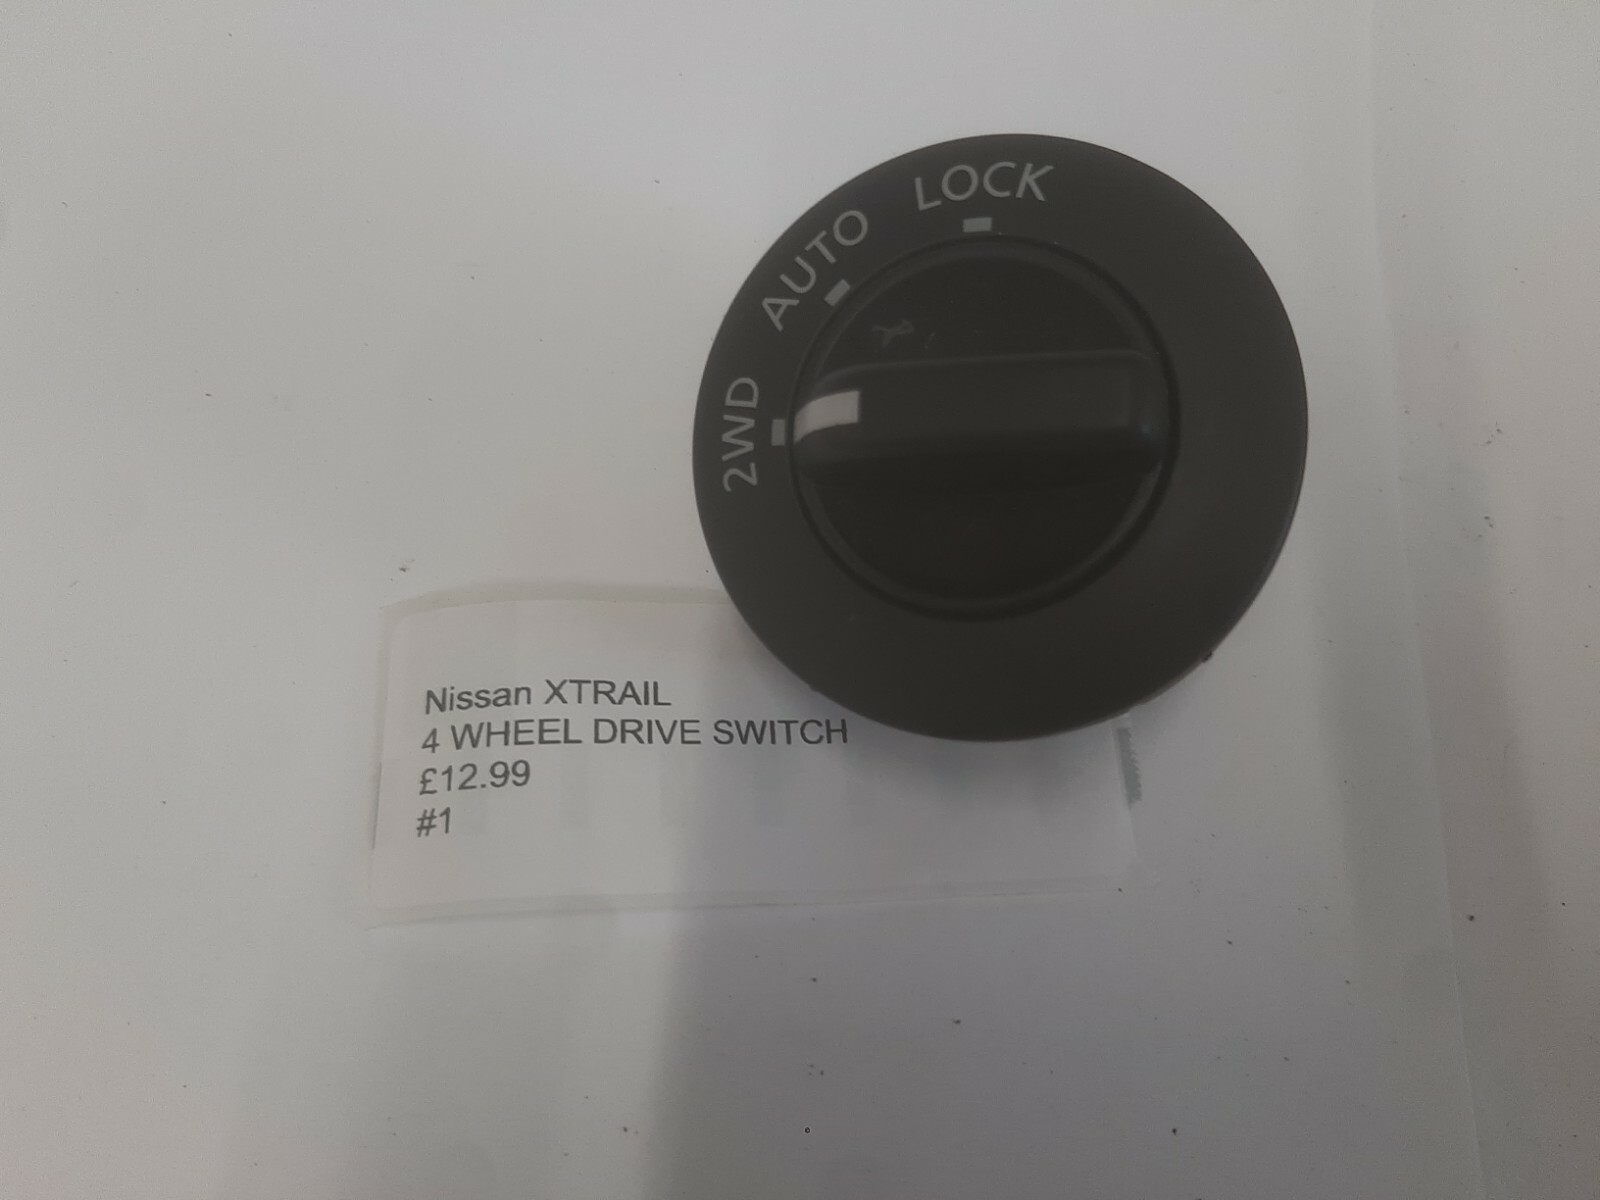 LOCK
AUTO
2WD
Nissan XTRAIL
4 WHEEL DRIVE SWITCH
£12.99
#1